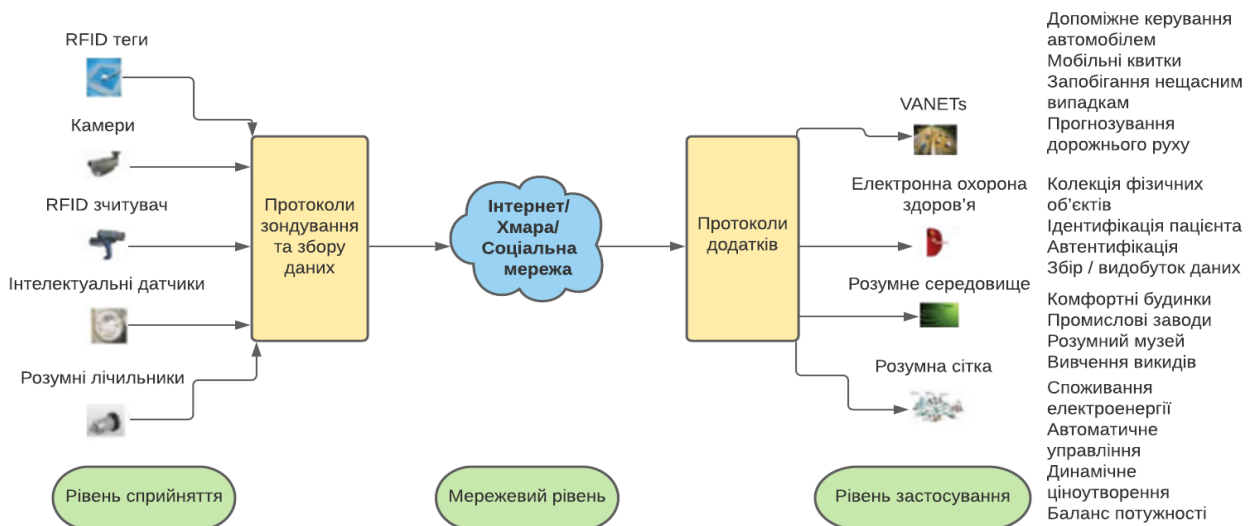 RFID теги
Камери
RFID зчитувач
Інтелектуальні датчики
Розумні лічильники
Протоколи
зондування
та збору
даних
Інтернет/
Хмара/
Соціальна
мережа
Протоколи
додатків
VANETs
Електронна охорона
здоров’я
Розумне середовище
Розумна сітка
Допоміжне керування
автомобілем
Мобільні квитки
Запобігання нещасним
випадкам
Прогнозування
дорожнього руху
Колекція фізичних
об’єктів
Ідентифікація пацієнта
Автентифікація
Збір / видобуток даних
Комфортні будинки
Промислові заводи
Розумний музей
Вивчення викидів
Споживання
електроенергії
Автоматичне
управління
Динамічне
ціноутворення
Баланс потужності
Рівень сприйняття
Мережевий рівень
Рівень застосування